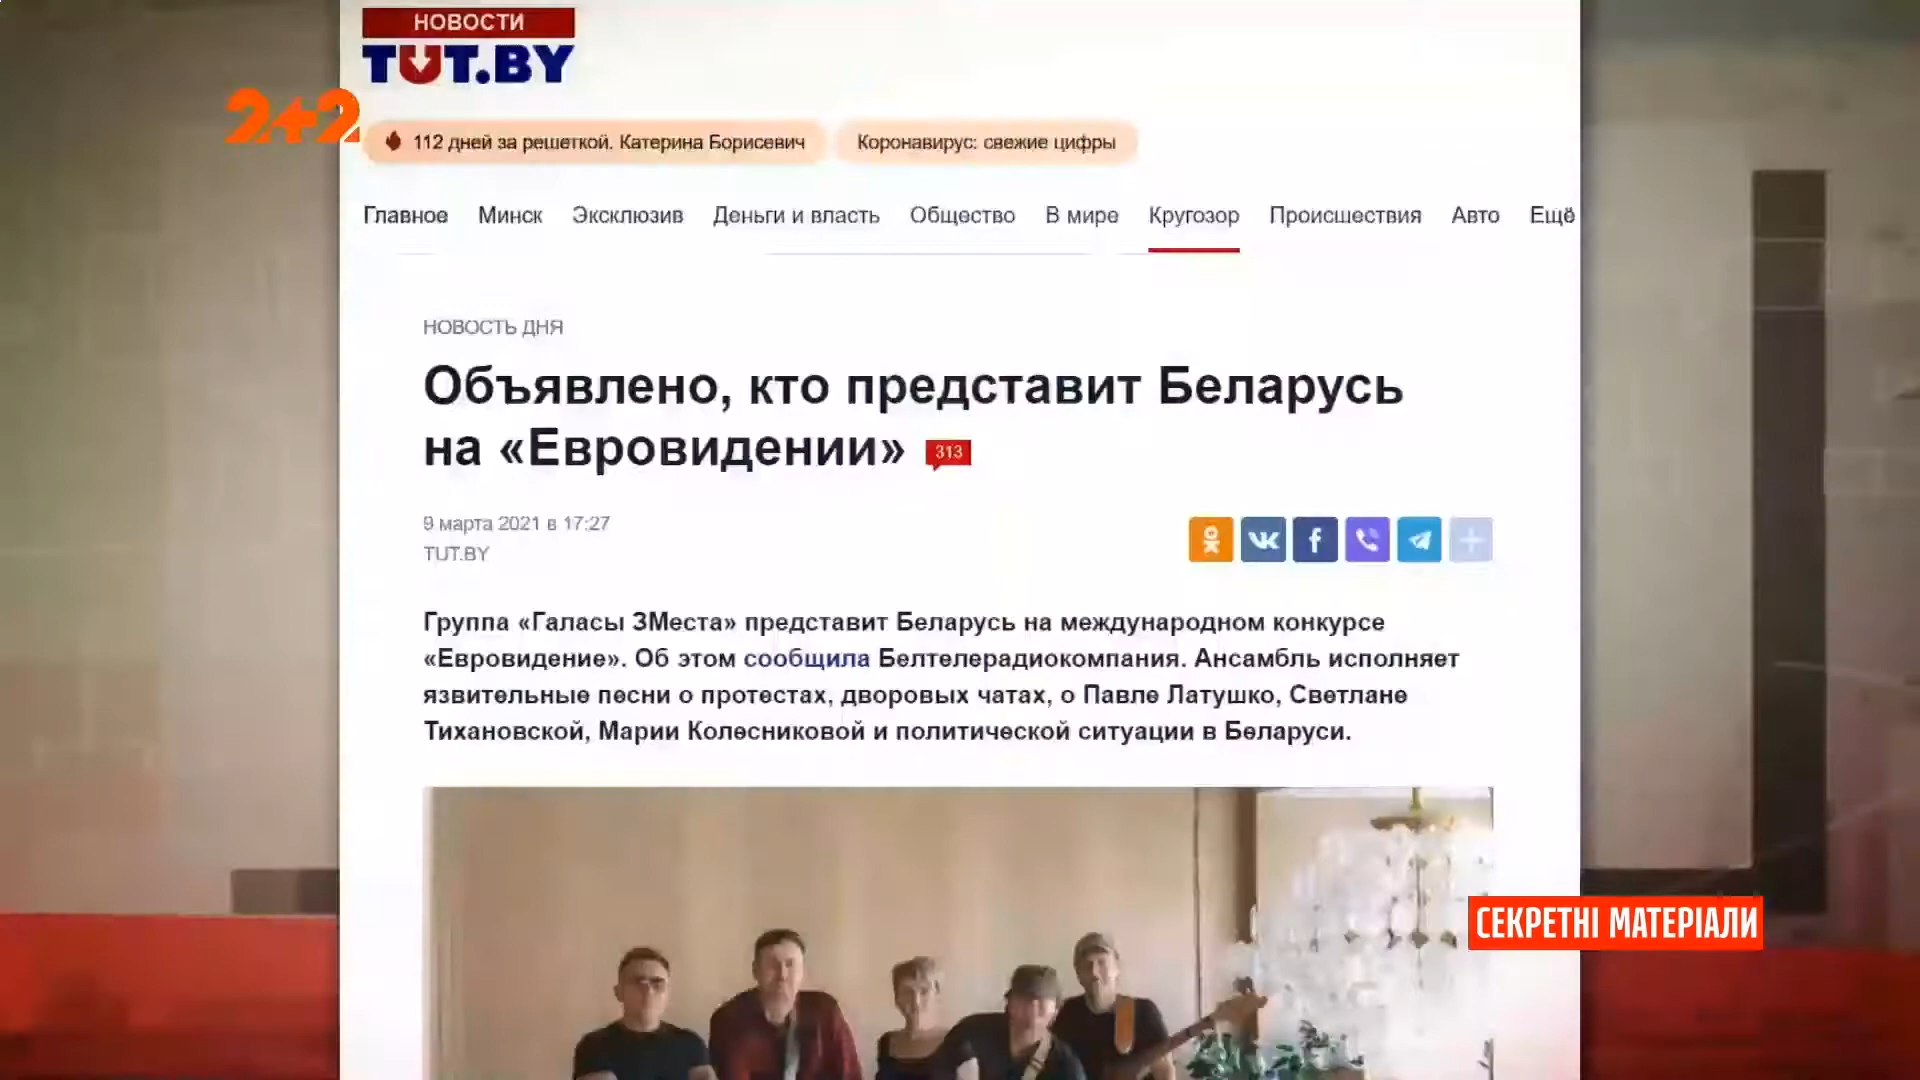 НОВОСТИ
TUT.BY
2+2
112 дней за решеткой. Катерина Борисевич
Коронавирус: свежие цифры
Главное Минск Эксклюзив Деньги и власть Общество В мире Кругозор Происшествия Авто Ещё
НОВОСТЬ ДНЯ
Объявлено, кто представит Беларусь
на «Евровидении» 313
9 марта 2021 в 17:27
TUT.BY
Группа «Галасы ЗМеста» представит Беларусь на международном конкурсе
«Евровидение». Об этом сообщила Белтелерадиокомпания. Ансамбль исполняет
язвительные песни о протестах, дворовых чатах, о Павле Латушко, Светлане
Тихановской, Марии Колесниковой и политической ситуации в Беларуси.
СЕКРЕТНІ МАТЕРІАЛИ